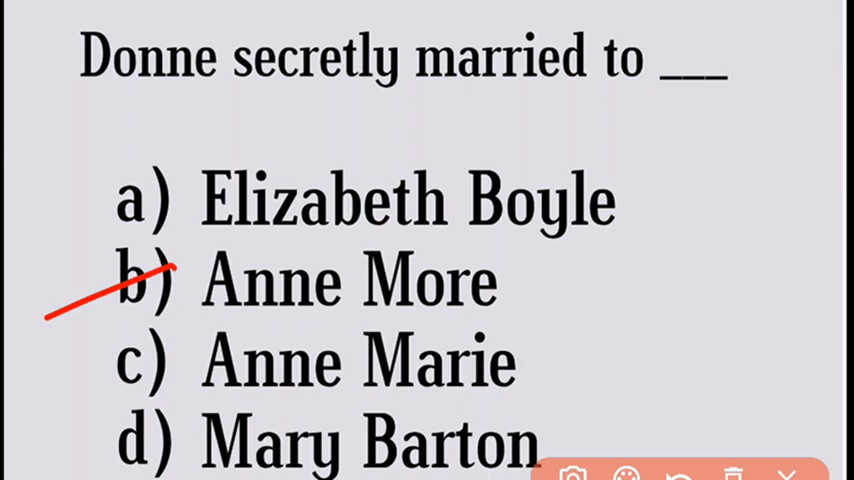 Donne secretly married to ___
a) Elizabeth Boyle
b) Anne More
c) Anne Marie
d) Mary Barton